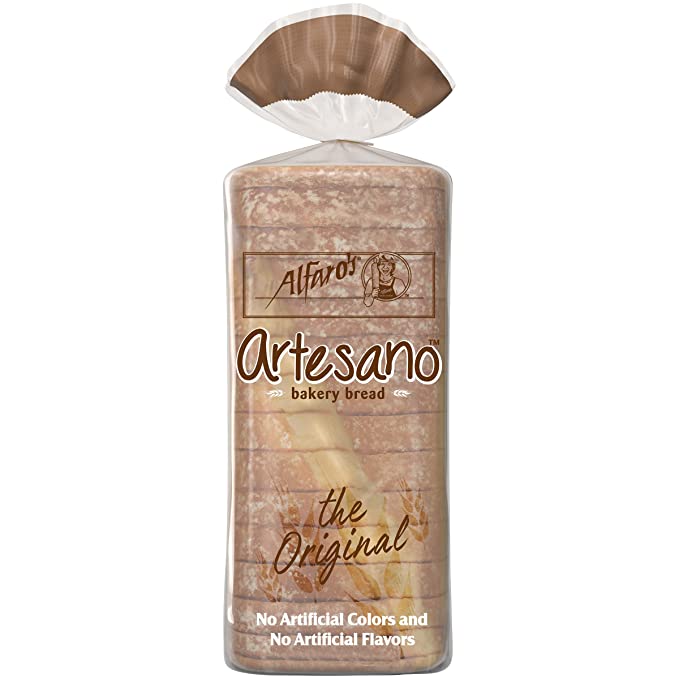 Alfaro's
artesano™
bakery bread
the
Original
No Artificial Colors and
No Artificial Flavors